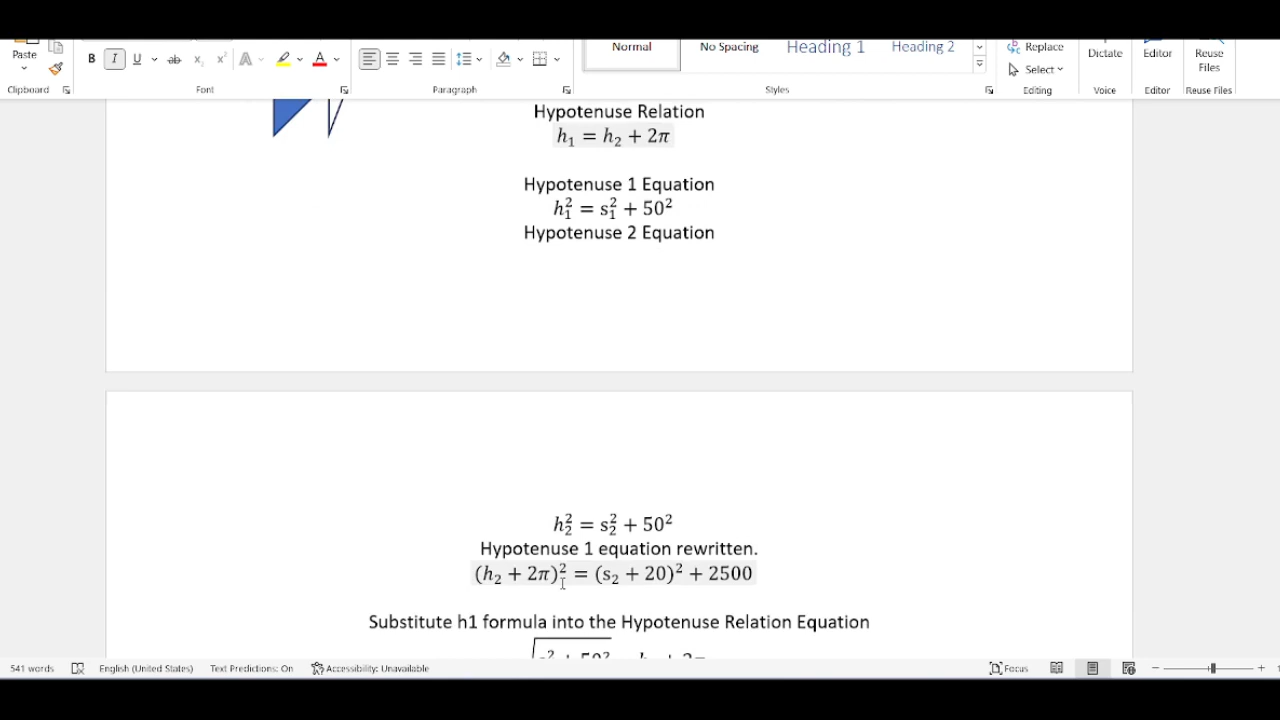 Paste
B I U ab x x² A A
Normal
No Spacing
Heading 1
Heading 2
Replace
Select
Dictate
Editor
Reuse
Files
Clipboard
Font
Paragraph
Styles
Editing
Voice
Editor
Reuse Files
Hypotenuse Relation
h₁ = h₂ + 2π
Hypotenuse 1 Equation
h₁² = s₁² + 50²
Hypotenuse 2 Equation
h₂² = s₂² + 50²
Hypotenuse 1 equation rewritten.
(h₂ + 2π)₁² = (s₂ + 20)² + 2500
Substitute h1 formula into the Hypotenuse Relation Equation
541 words
English (United States)
Text Predictions: On
Accessibility: Unavailable
Focus